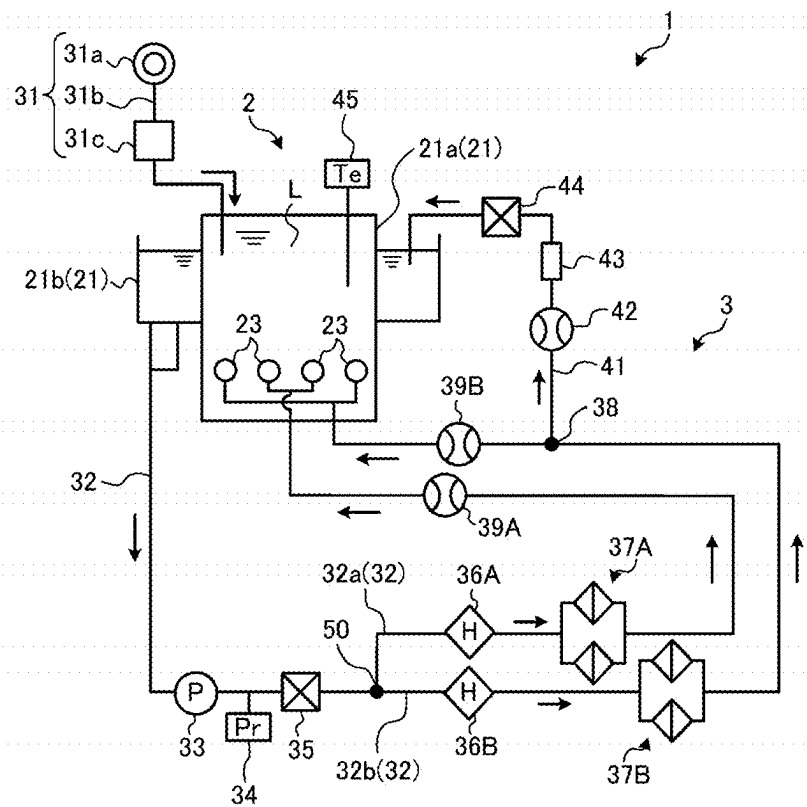 1
31a
31
31b
31c
2
45
Te
21a(21)
L
44
43
21b(21)
42
3
23
23
41
39B
38
32
39A
37A
32a(32)
36A
50
H
P
H
33
Pr
35
36B
34
32b(32)
37B